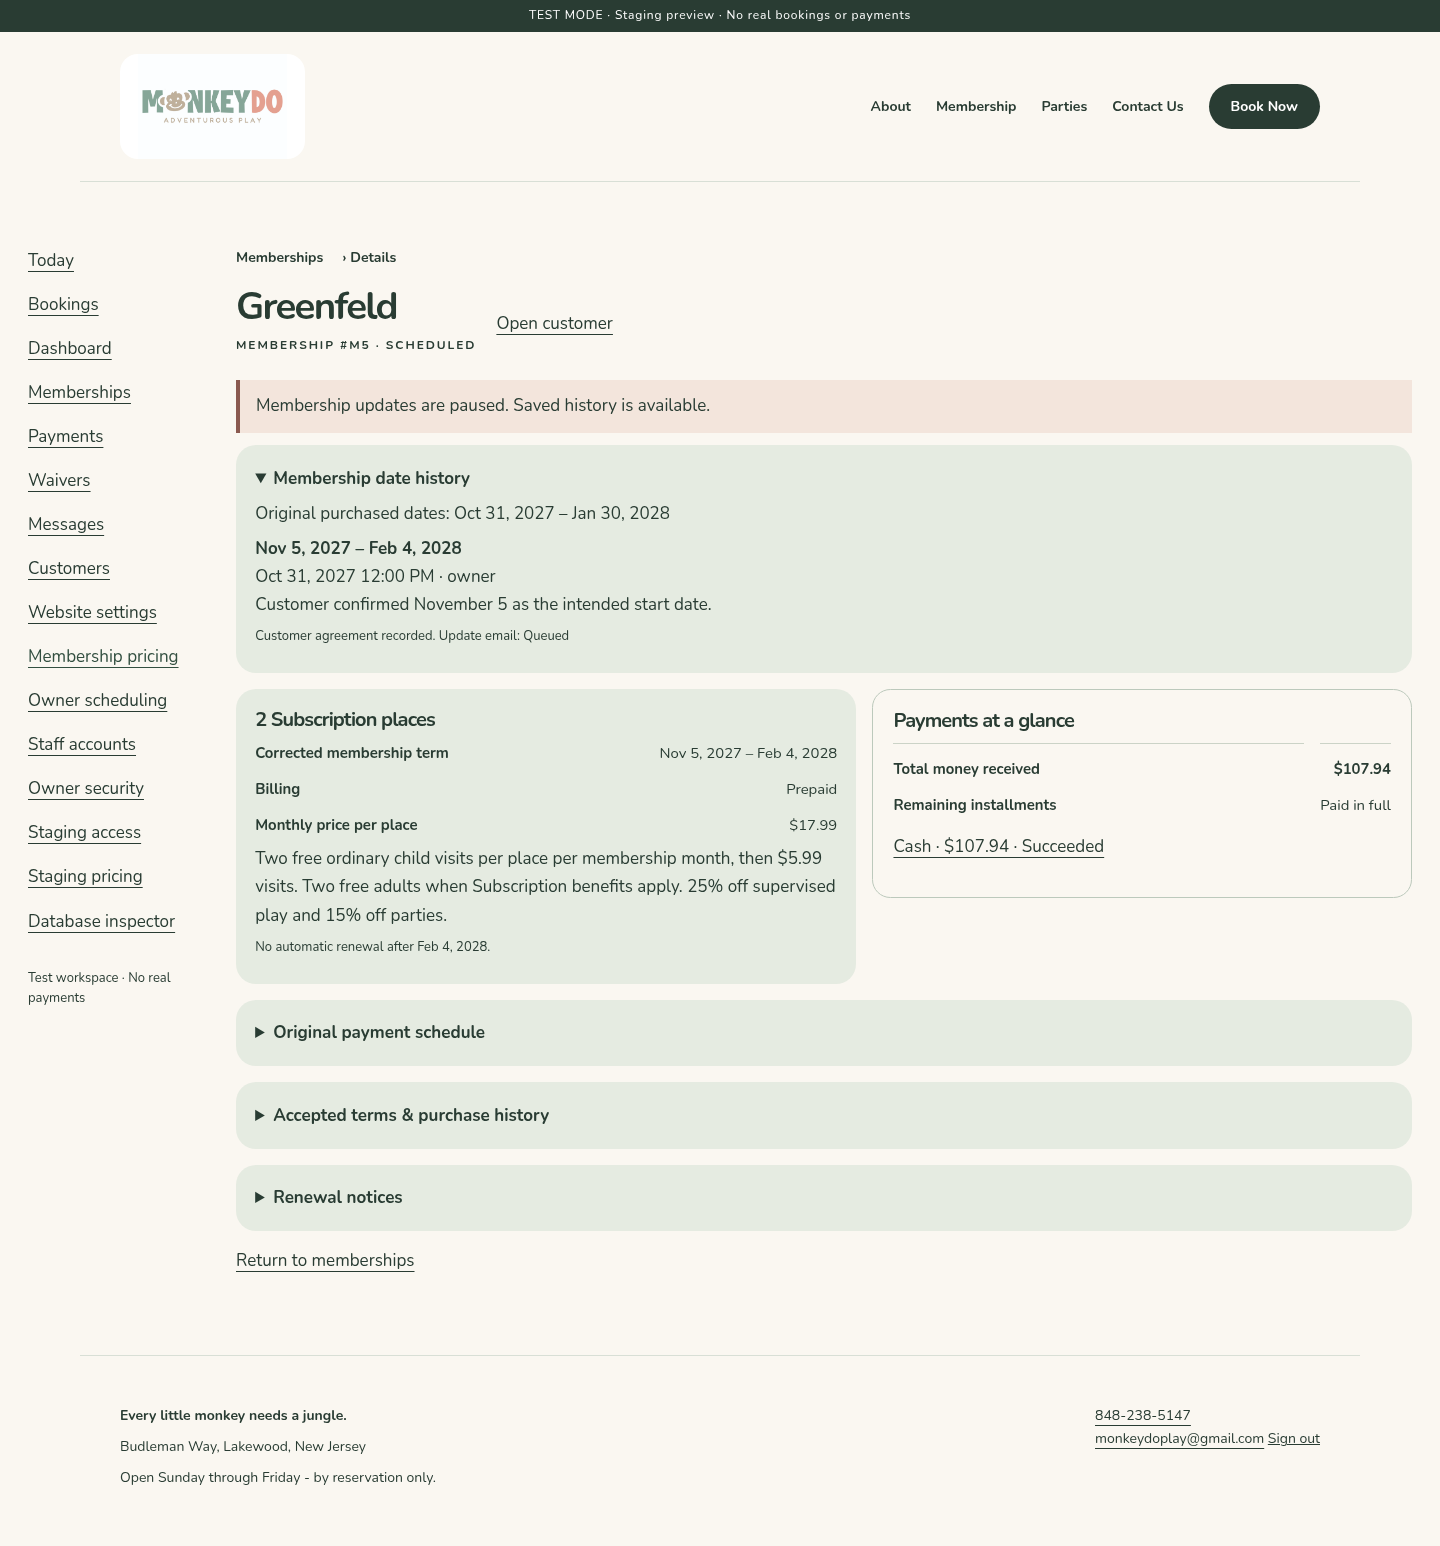 TEST MODE · Staging preview · No real bookings or payments
MONKEYDO
ADVENTUROUS PLAY
About
Membership
Parties
Contact Us
Book Now
Today
Bookings
Dashboard
Memberships
Payments
Waivers
Messages
Customers
Website settings
Membership pricing
Owner scheduling
Staff accounts
Owner security
Staging access
Staging pricing
Database inspector
Test workspace · No real
payments
Memberships › Details
Greenfeld
MEMBERSHIP #M5 · SCHEDULED
Open customer
Membership updates are paused. Saved history is available.
▼ Membership date history
Original purchased dates: Oct 31, 2027 – Jan 30, 2028
Nov 5, 2027 – Feb 4, 2028
Oct 31, 2027 12:00 PM · owner
Customer confirmed November 5 as the intended start date.
Customer agreement recorded. Update email: Queued
2 Subscription places
Corrected membership term Nov 5, 2027 – Feb 4, 2028
Billing Prepaid
Monthly price per place $17.99
Two free ordinary child visits per place per membership month, then $5.99
visits. Two free adults when Subscription benefits apply. 25% off supervised
play and 15% off parties.
No automatic renewal after Feb 4, 2028.
Payments at a glance
Total money received $107.94
Remaining installments Paid in full
Cash · $107.94 · Succeeded
▶ Original payment schedule
▶ Accepted terms & purchase history
▶ Renewal notices
Return to memberships
Every little monkey needs a jungle.
Budleman Way, Lakewood, New Jersey
Open Sunday through Friday - by reservation only.
848-238-5147
monkeydoplay@gmail.com Sign out